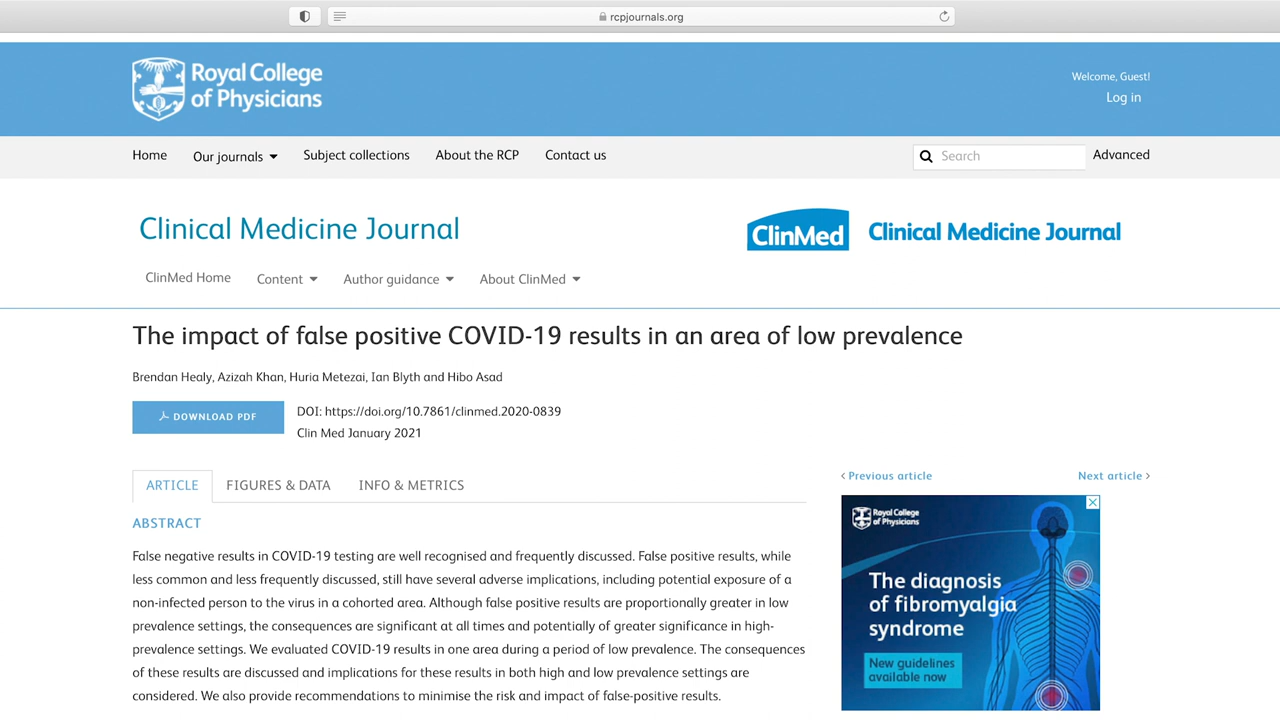 rcpjournals.org
Royal College
of Physicians
Welcome, Guest!
Log in
Home
Our journals
Subject collections
About the RCP
Contact us
Search
Advanced
Clinical Medicine Journal
ClinMed
Clinical Medicine Journal
ClinMed Home
Content
Author guidance
About ClinMed
The impact of false positive COVID-19 results in an area of low prevalence
Brendan Healy, Azizah Khan, Huria Metezai, Ian Blyth and Hibo Asad
DOWNLOAD PDF
DOI: https://doi.org/10.7861/clinmed.2020-0839
Clin Med January 2021
‹ Previous article
Next article ›
ARTICLE
FIGURES & DATA
INFO & METRICS
ABSTRACT
False negative results in COVID-19 testing are well recognised and frequently discussed. False positive results, while
less common and less frequently discussed, still have several adverse implications, including potential exposure of a
non-infected person to the virus in a cohorted area. Although false positive results are proportionally greater in low
prevalence settings, the consequences are significant at all times and potentially of greater significance in high-
prevalence settings. We evaluated COVID-19 results in one area during a period of low prevalence. The consequences
of these results are discussed and implications for these results in both high and low prevalence settings are
considered. We also provide recommendations to minimise the risk and impact of false-positive results.
Royal College
of Physicians
The diagnosis
of fibromyalgia
syndrome
New guidelines
available now